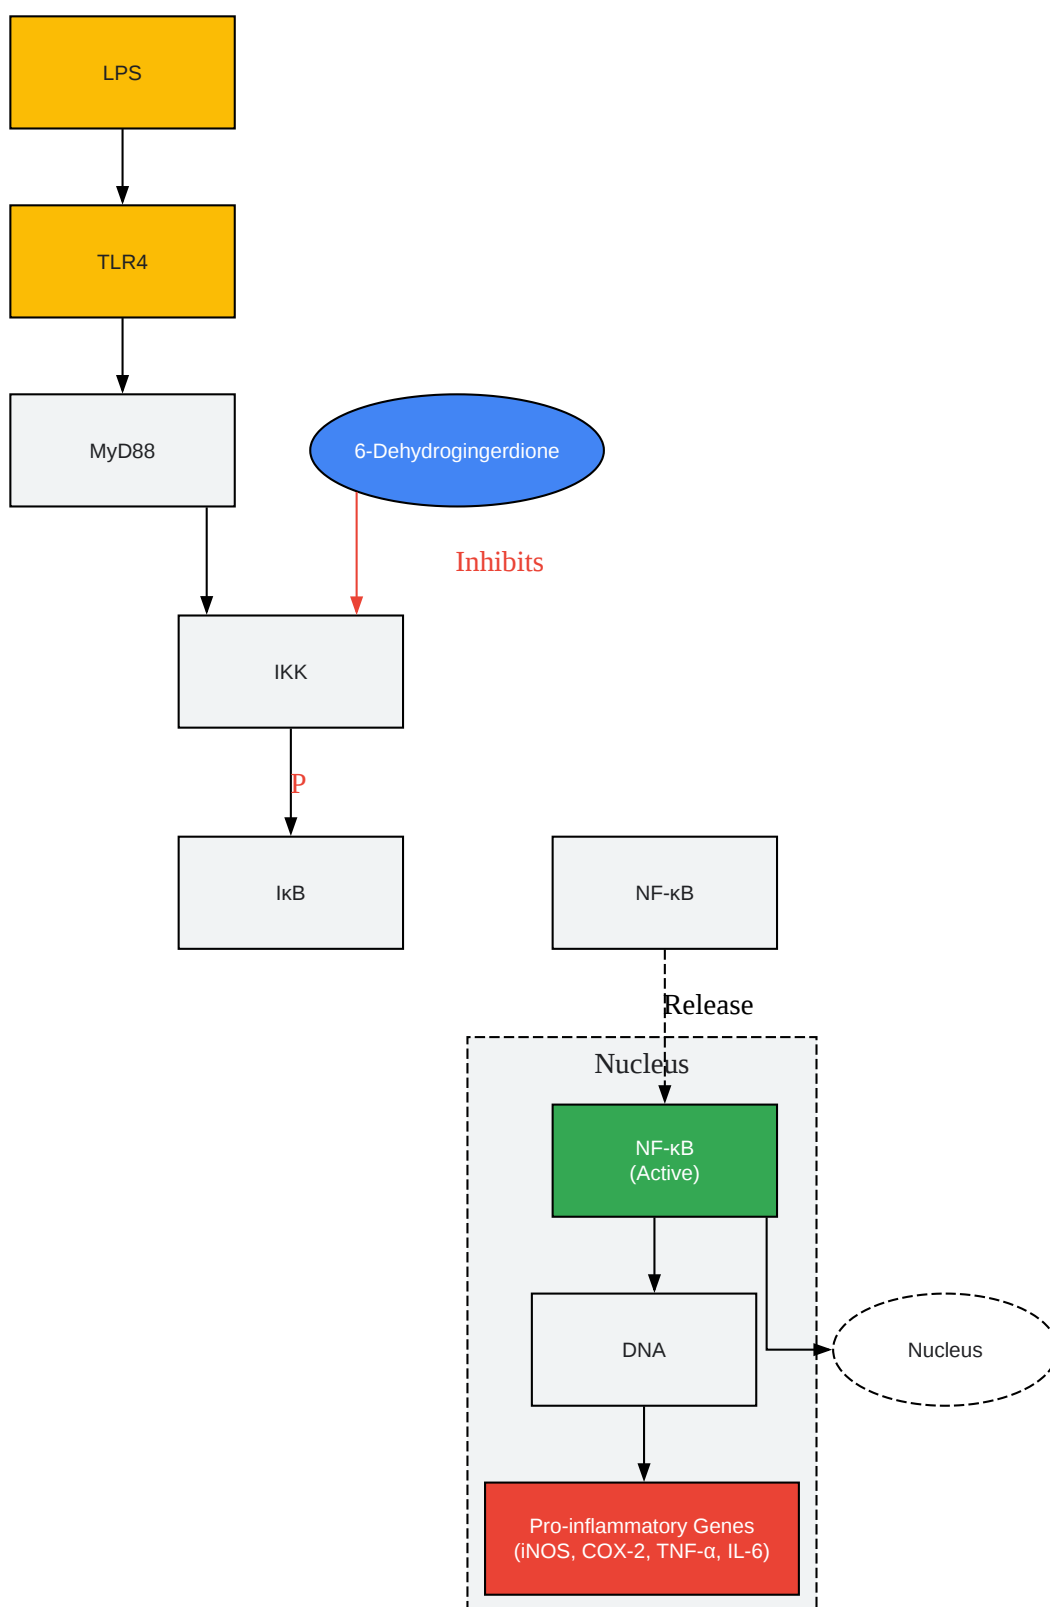 LPS
TLR4
MyD88
6-Dehydrogingerdione
Inhibits
IKK
P
IκB
NF-κB
Release
Nucleus
NF-κB
(Active)
DNA
Nucleus
Pro-inflammatory Genes
(iNOS, COX-2, TNF-α, IL-6)